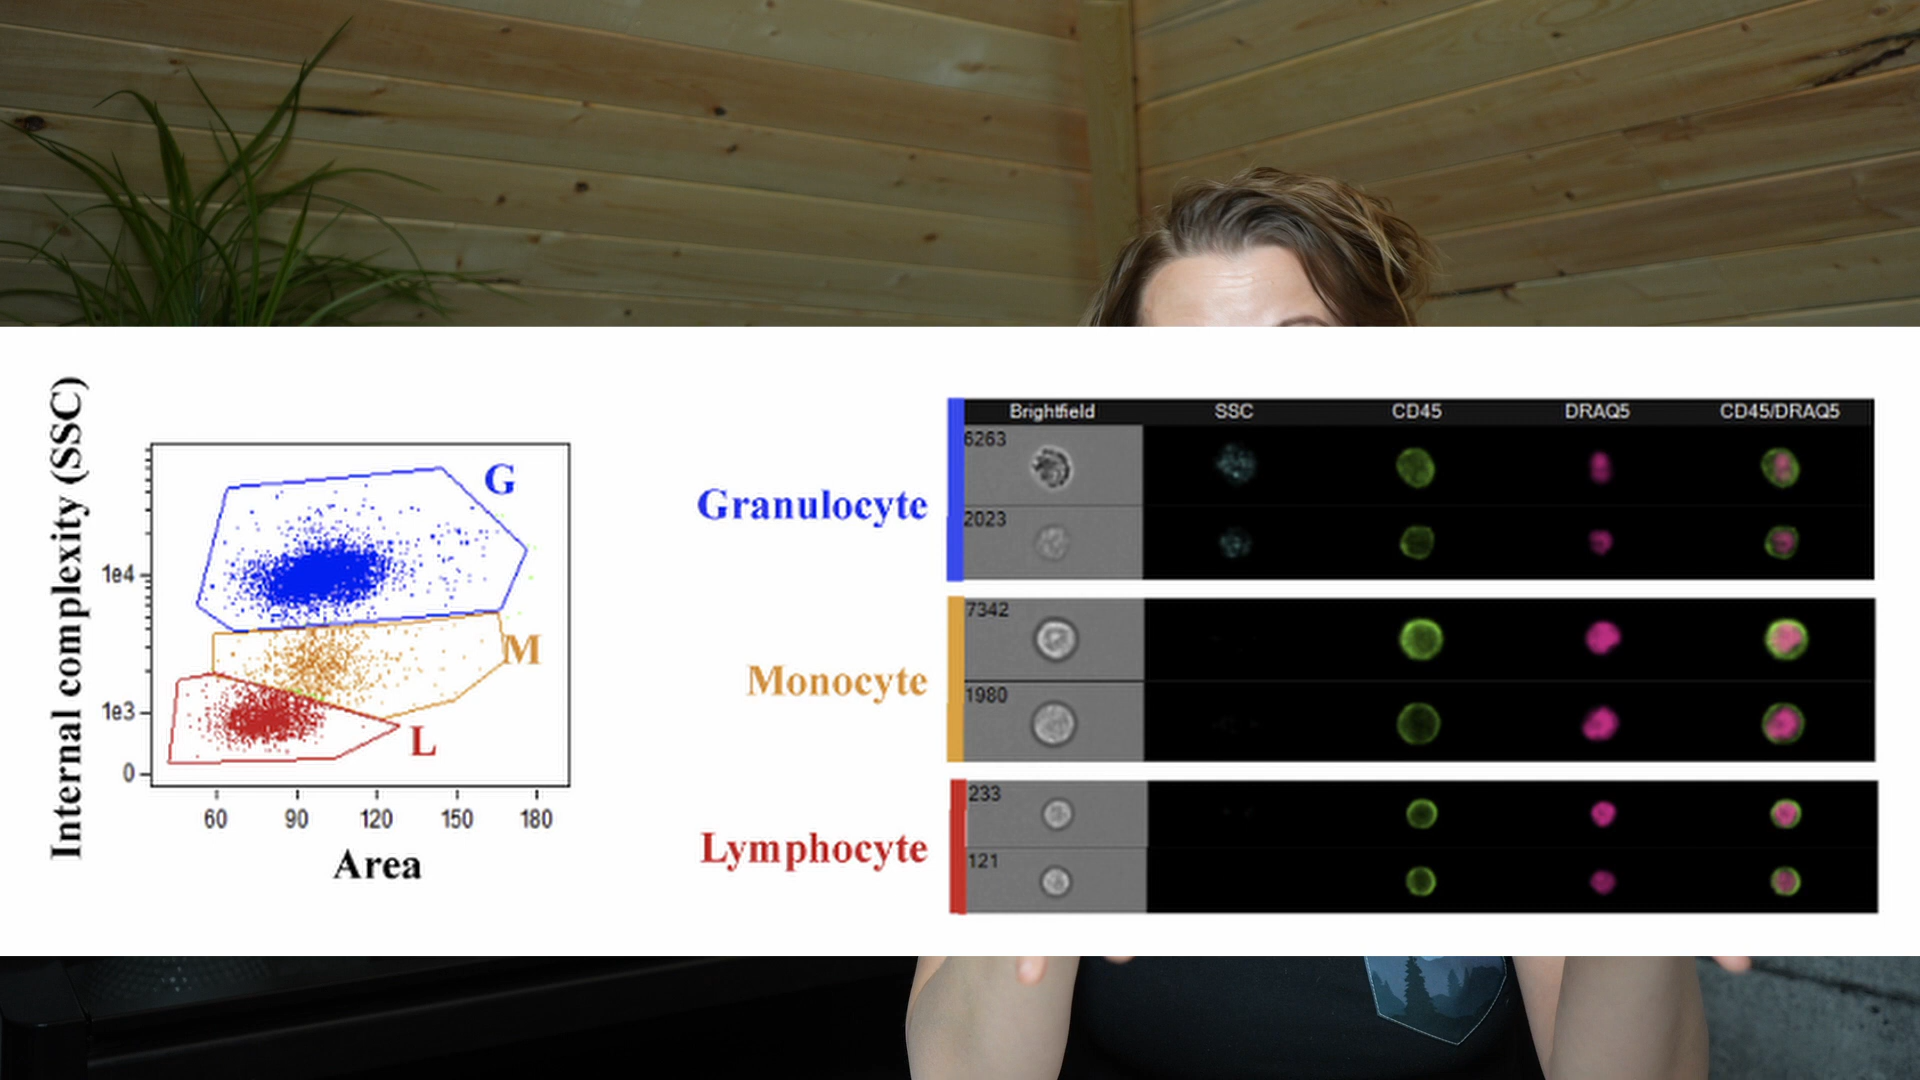 Internal complexity (SSC)
1e4
1e3
0
60 90 120 150 180
Area
G
M
L
Granulocyte
Monocyte
Lymphocyte
Brightfield SSC CD45 DRAQ5 CD45/DRAQ5
6263
2023
7342
1980
233
121